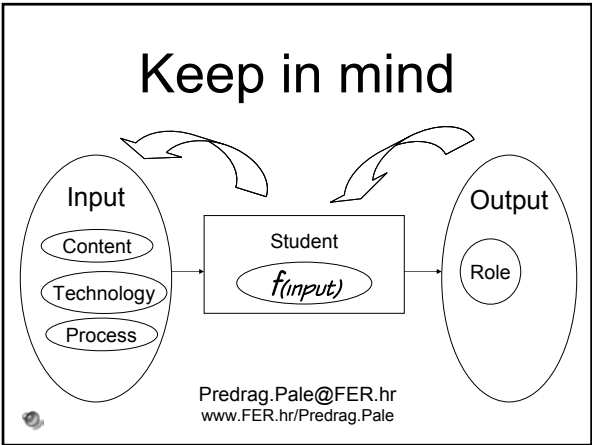 Keep in mind
Input
Content
Technology
Process
Student
f(input)
Output
Role
Predrag.Pale@FER.hr
www.FER.hr/Predrag.Pale